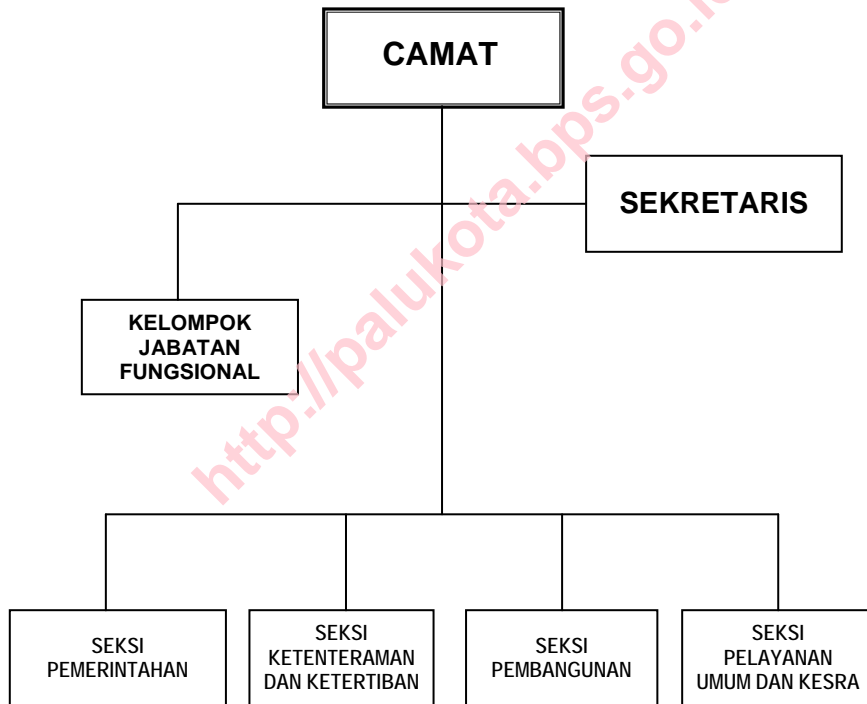 CAMAT
SEKRETARIS
KELOMPOK
JABATAN
FUNGSIONAL
http://palukota.bps.go.id
SEKSI
PEMERINTAHAN
SEKSI
KETENTERAMAN
DAN KETERTIBAN
SEKSI
PEMBANGUNAN
SEKSI
PELAYANAN
UMUM DAN KESRA